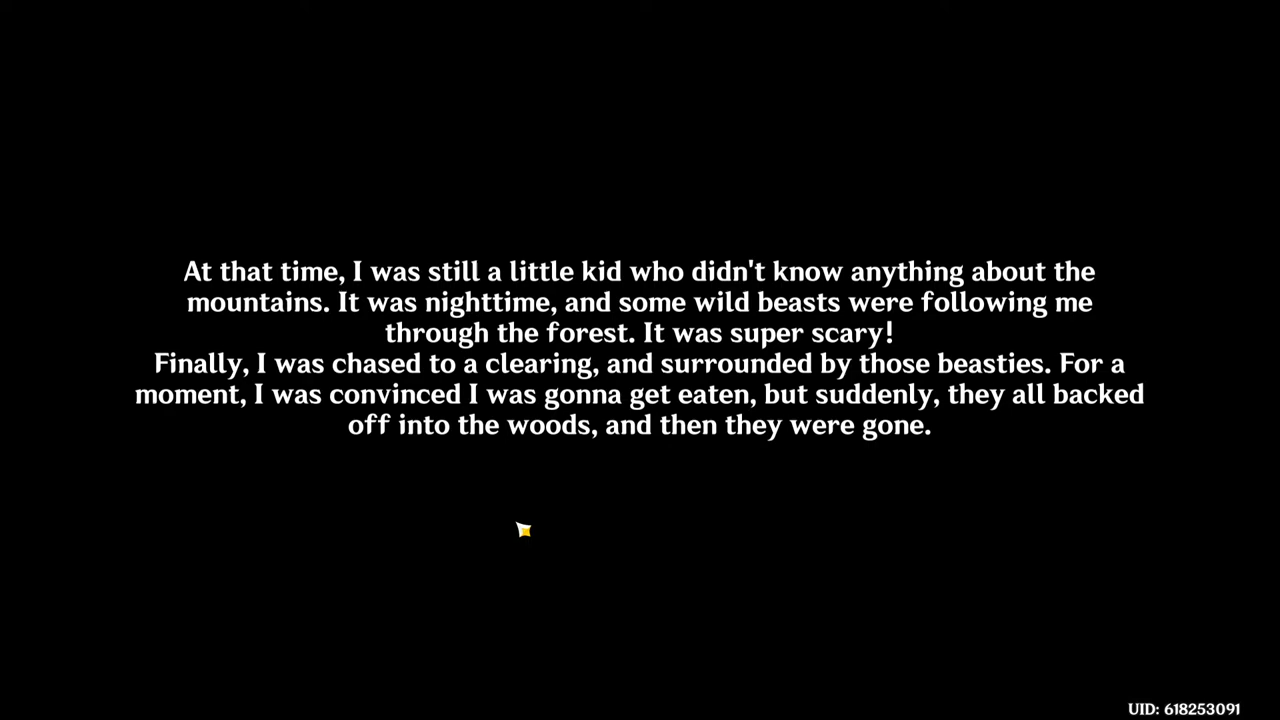 At that time, I was still a little kid who didn't know anything about the
mountains. It was nighttime, and some wild beasts were following me
through the forest. It was super scary!
Finally, I was chased to a clearing, and surrounded by those beasties. For a
moment, I was convinced I was gonna get eaten, but suddenly, they all backed
off into the woods, and then they were gone.
UID: 618253091